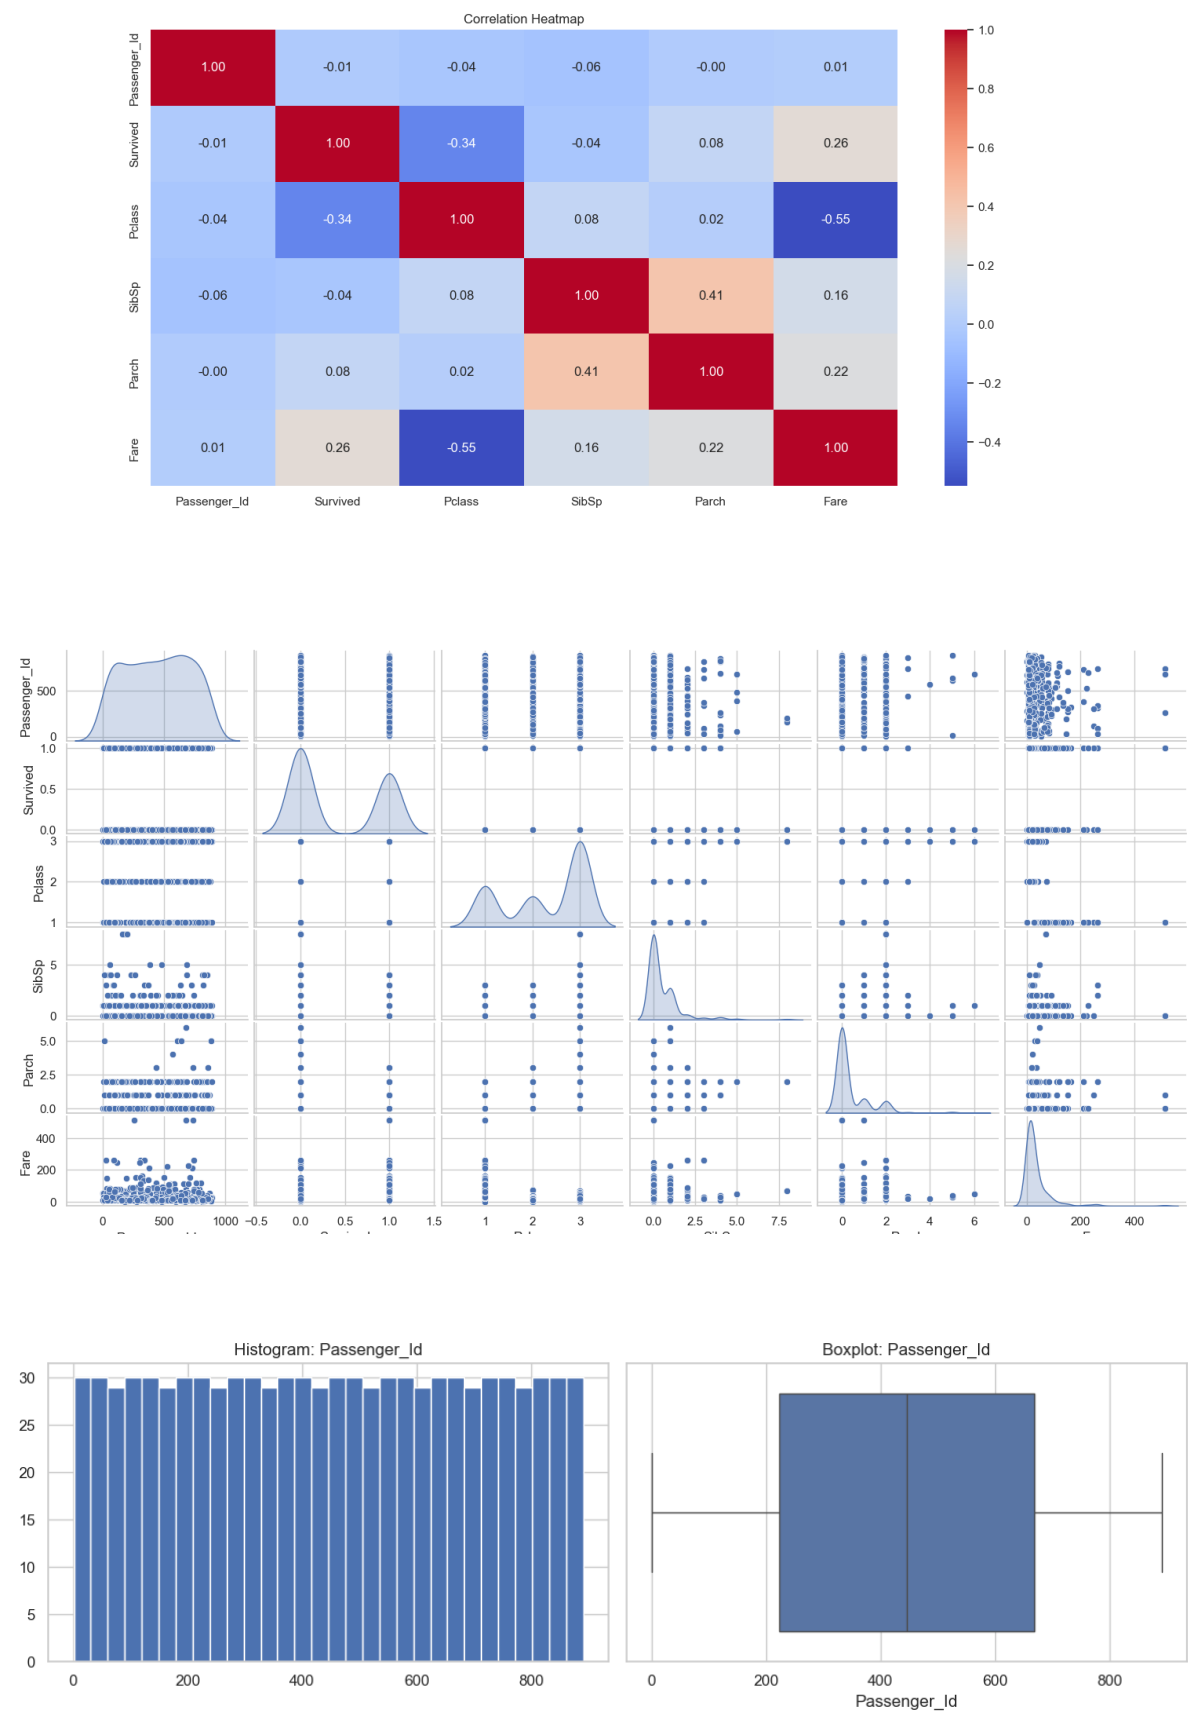 Correlation Heatmap
Passenger_Id 1.00 -0.01 -0.04 -0.06 -0.00 0.01
Survived -0.01 1.00 -0.34 -0.04 0.08 0.26
Pclass -0.04 -0.34 1.00 0.08 0.02 -0.55
SibSp -0.06 -0.04 0.08 1.00 0.41 0.16
Parch -0.00 0.08 0.02 0.41 1.00 0.22
Fare 0.01 0.26 -0.55 0.16 0.22 1.00
Passenger_Id Survived Pclass SibSp Parch Fare
1.0
0.8
0.6
0.4
0.2
0.0
−0.2
−0.4
Passenger_Id
500
0
Survived
1.0
0.5
0.0
Pclass
3
2
1
SibSp
5
0
Parch
5.0
2.5
0.0
Fare
400
200
0
0 500 1000 −0.5 0.0 0.5 1.0 1.5 1 2 3 0.0 2.5 5.0 7.5 0 2 4 6 0 200 400
Histogram: Passenger_Id
30
25
20
15
10
5
0
0 200 400 600 800
Boxplot: Passenger_Id
0 200 400 600 800
Passenger_Id